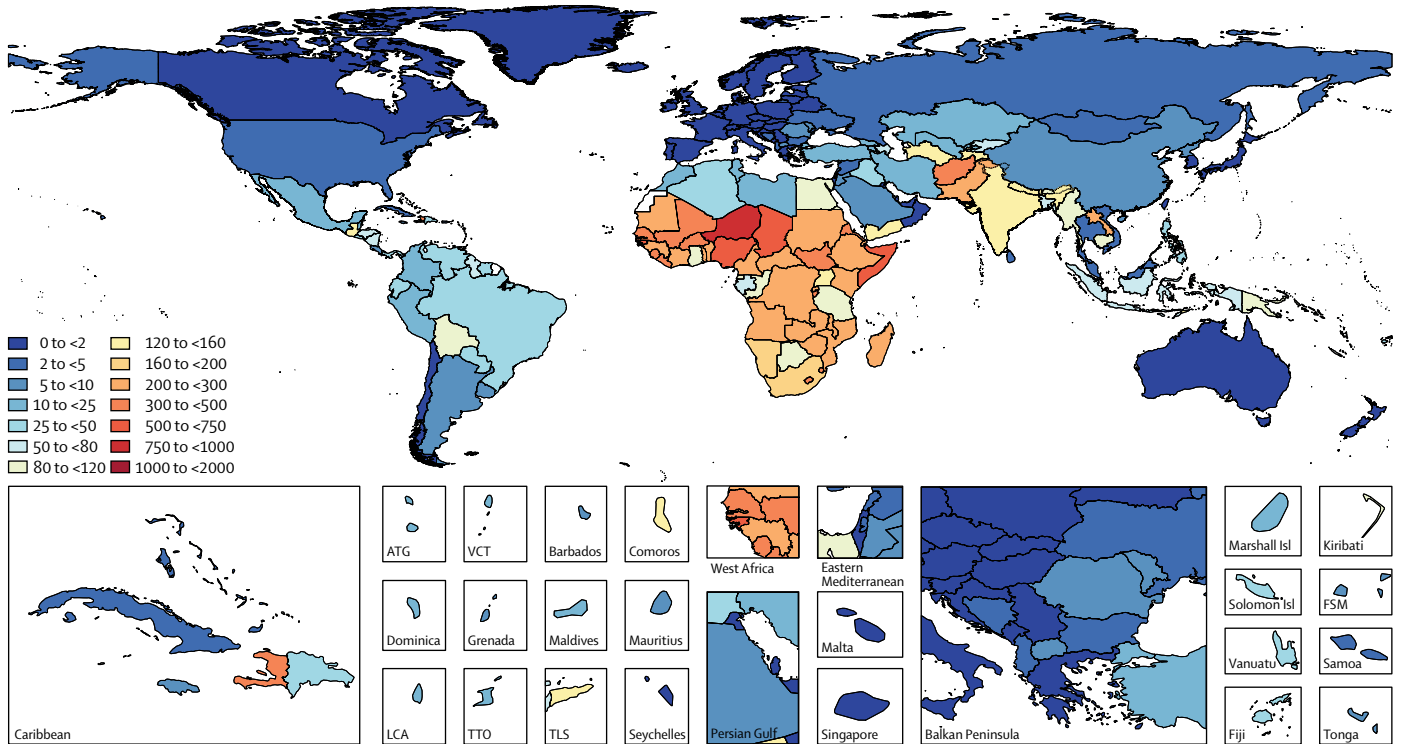 0 to <2
2 to <5
5 to <10
10 to <25
25 to <50
50 to <80
80 to <120
120 to <160
160 to <200
200 to <300
300 to <500
500 to <750
750 to <1000
1000 to <2000
Caribbean
ATG
VCT
Barbados
Comoros
Dominica
Grenada
Maldives
Mauritius
LCA
TTO
TLS
Seychelles
West Africa
Eastern
Mediterranean
Persian Gulf
Malta
Singapore
Balkan Peninsula
Marshall Isl
Kiribati
Solomon Isl
FSM
Vanuatu
Samoa
Fiji
Tonga